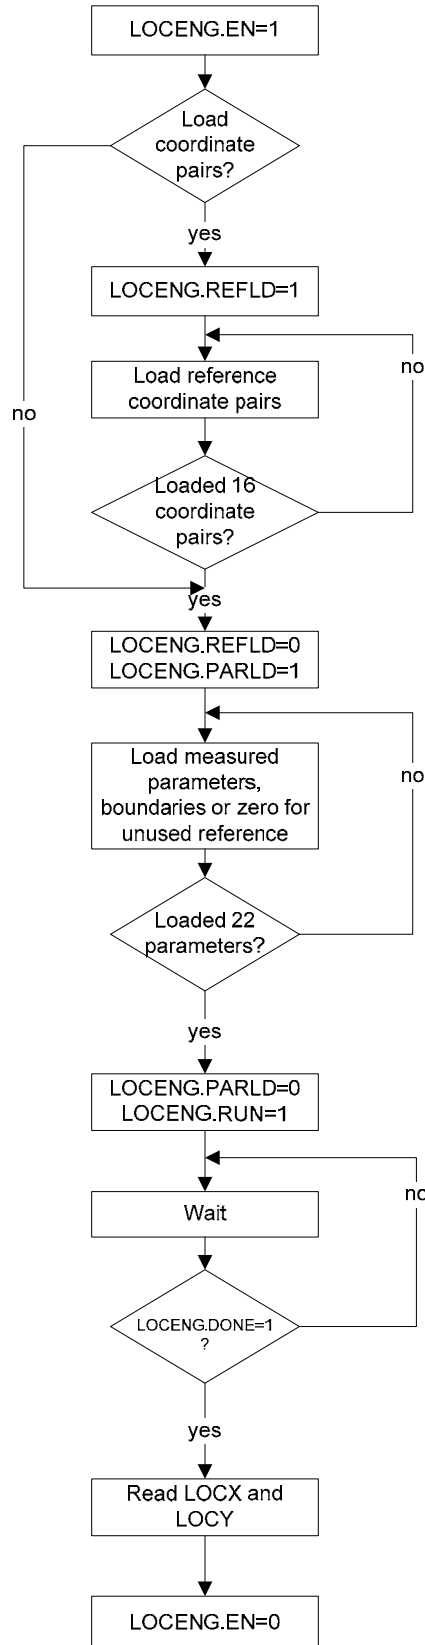 LOCENG.EN=1
Load
coordinate
pairs?
yes
LOCENG.REFLD=1
no
Load reference
coordinate pairs
no
Loaded 16
coordinate
pairs?
yes
LOCENG.REFLD=0
LOCENG.PARLD=1
Load measured
parameters,
boundaries or zero for
unused reference
no
Loaded 22
parameters?
yes
LOCENG.PARLD=0
LOCENG.RUN=1
no
Wait
LOCENG.DONE=1
?
yes
Read LOCX and
LOCY
LOCENG.EN=0